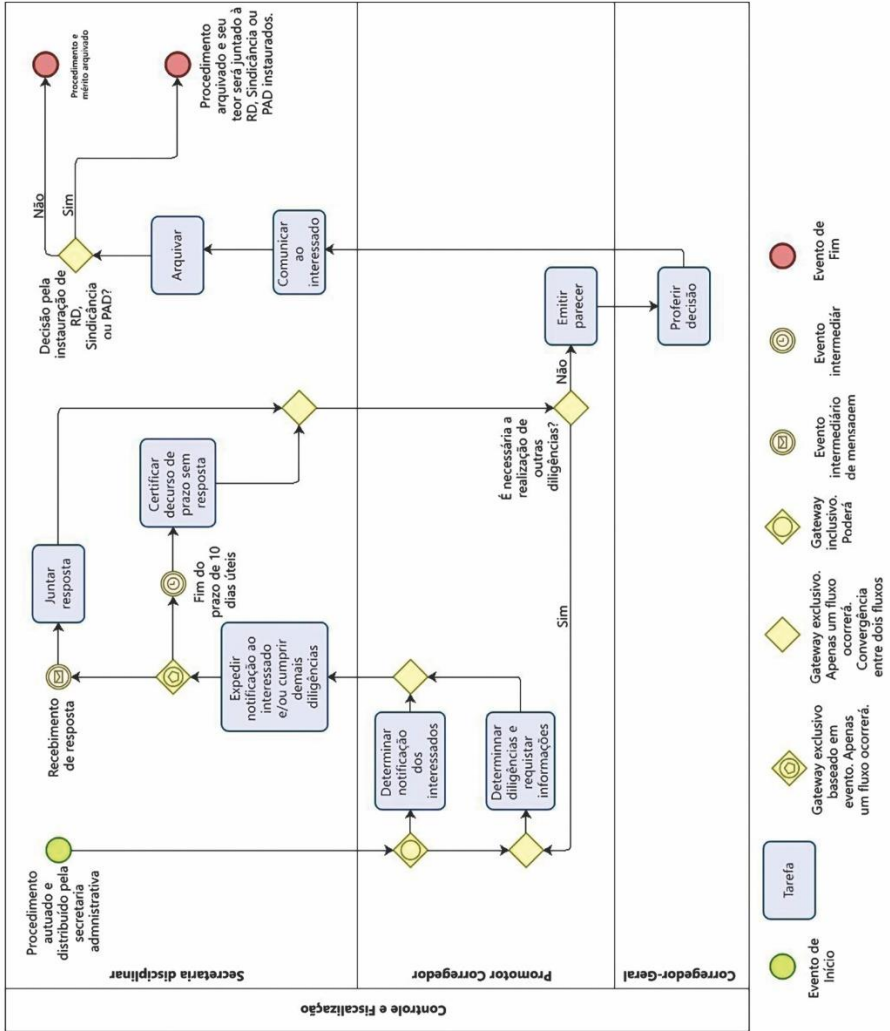 Controle e Fiscalização
Secretaria disciplinar
Promotor Corregedor
Corregedor-Geral
Procedimento
autuado e
distribuído pela
secretaria
admnistrativa
Recebimento
de resposta
Juntar
resposta
Fim do
prazo de 10
dias úteis
Certificar
decurso de
prazo sem
resposta
Expedir
notificação ao
interessado
e/ou cumprir
demais
diligências
Decisão pela
instauração de
RD,
Sindicância
ou PAD?
Não
Sim
Procedimento e
mérito arquivado
Procedimento
arquivado e seu
teor será juntado à
RD, Sindicância ou
PAD instaurados.
Arquivar
Comunicar
ao
interessado
Determinar
notificação
dos
interessados
Determinnar
diligências e
requistar
informações
É necessária a
realização de
outras
diligências?
Sim
Não
Emitir
parecer
Proferir
decisão
Evento de
Início
Tarefa
Gateway exclusivo
baseado em
evento. Apenas
um fluxo ocorrerá.
Gateway exclusivo.
Apenas um fluxo
ocorrerá.
Convergência
entre dois fluxos
Gateway
inclusivo.
Poderá
Evento
intermediário
de mensadem
Evento
intermediár
Evento de
Fim